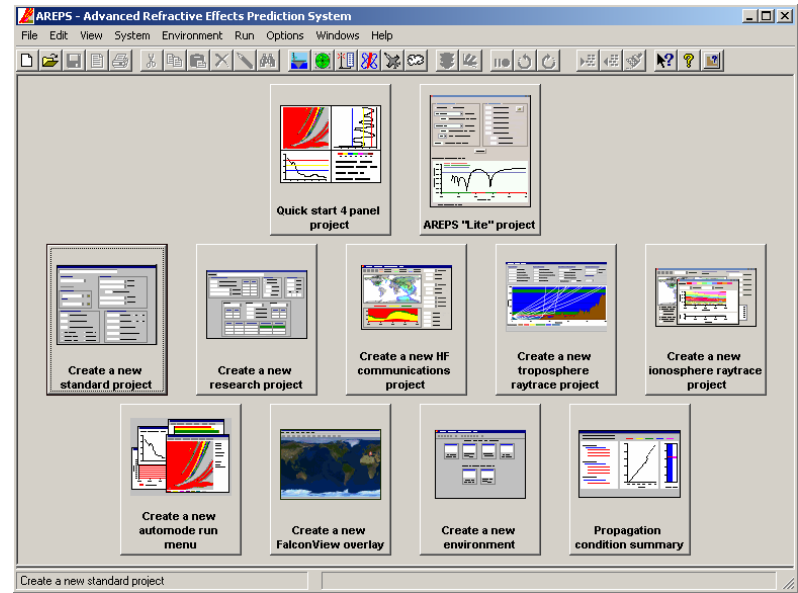 AREPS - Advanced Refractive Effects Prediction System
File Edit View System Environment Run Options Windows Help
Quick start 4 panel
project
AREPS "Lite" project
Create a new
standard project
Create a new
research project
Create a new HF
communications
project
Create a new
troposphere
raytrace project
Create a new
ionosphere raytrace
project
Create a new
automode run
menu
Create a new
FalconView overlay
Create a new
environment
Propagation
condition summary
Create a new standard project